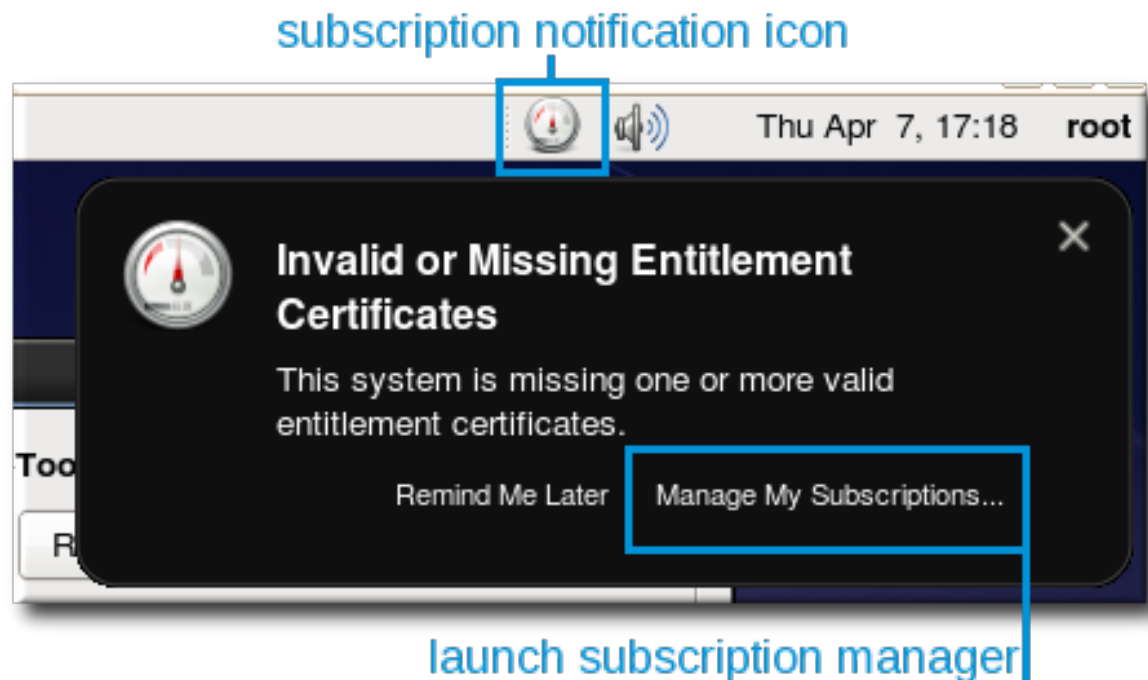 subscription notification icon
Thu Apr 7, 17:18 root
Invalid or Missing Entitlement
Certificates
This system is missing one or more valid
entitlement certificates.
Too
Remind Me Later Manage My Subscriptions...
R
launch subscription manager